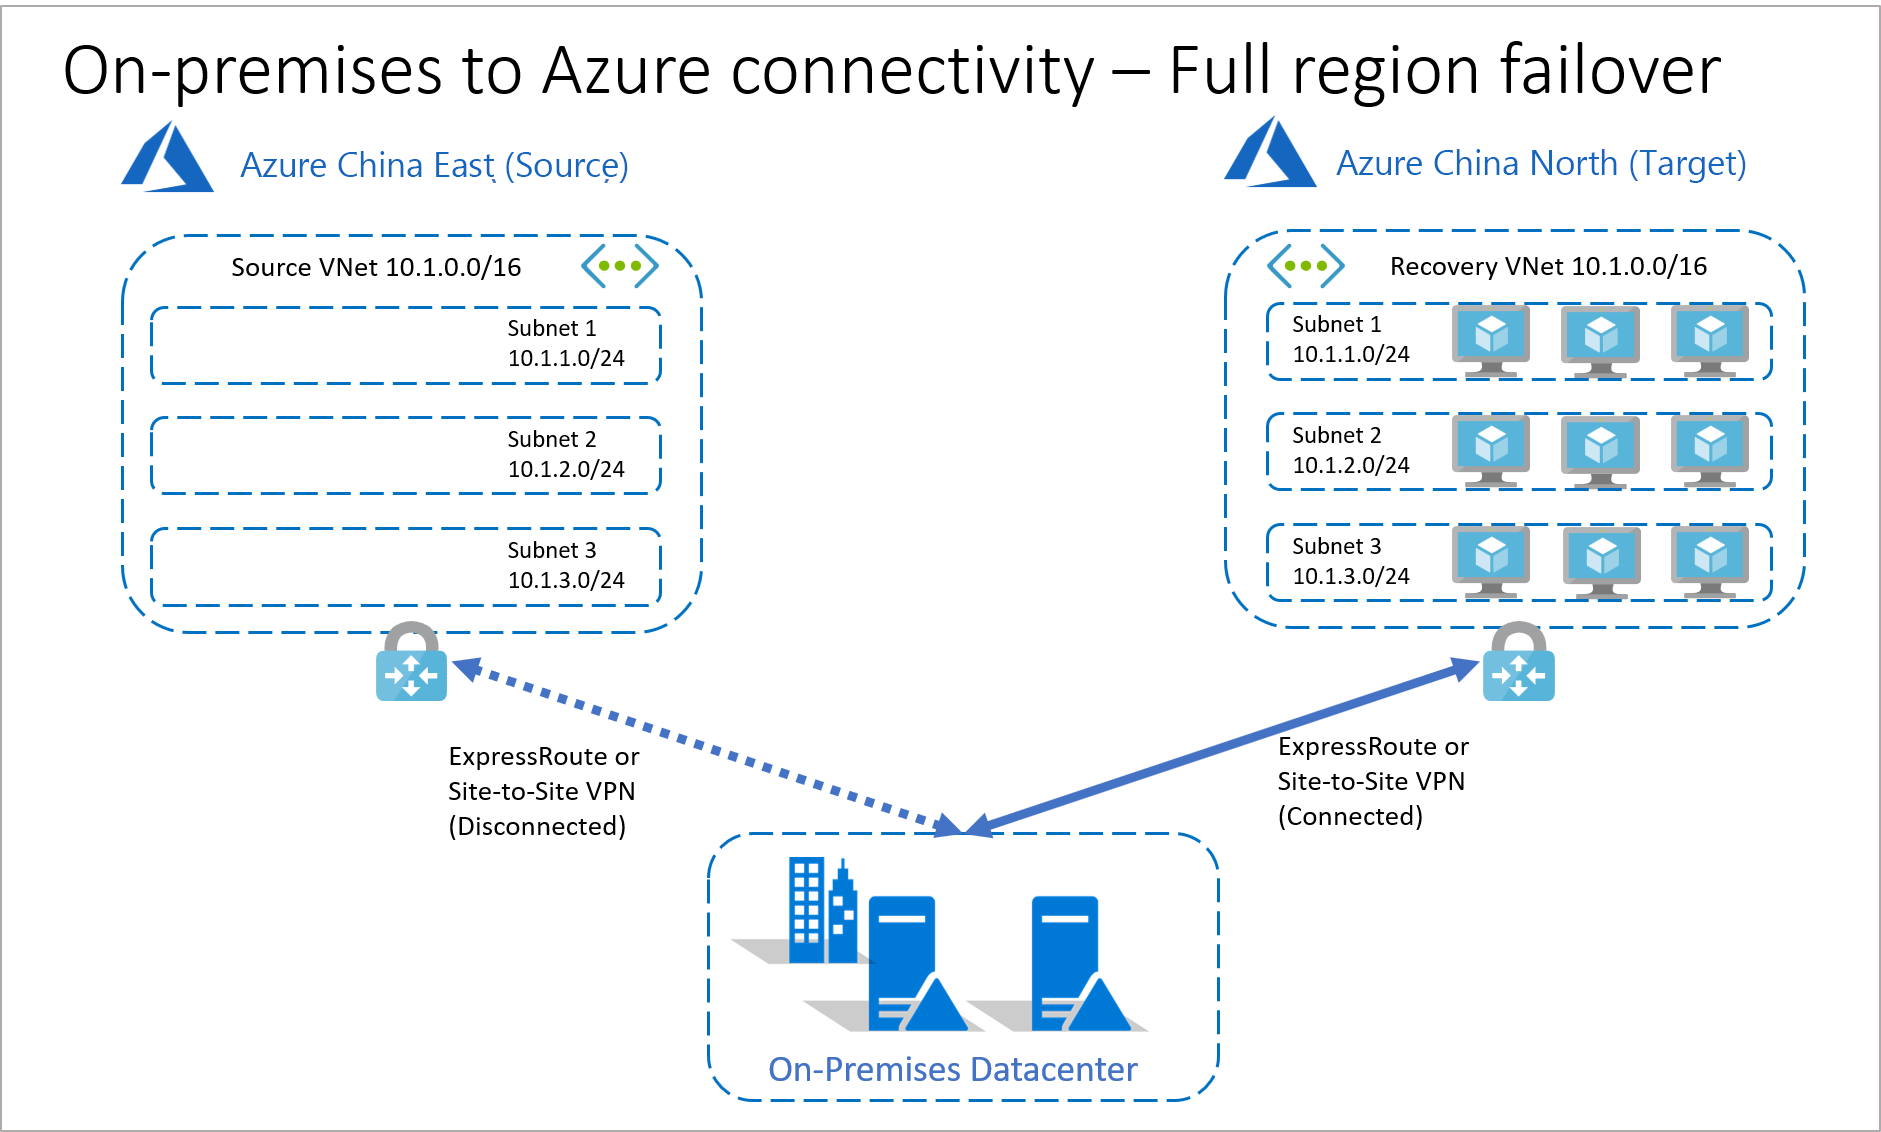 On-premises to Azure connectivity – Full region failover
Azure China East (Source)
Azure China North (Target)
Source VNet 10.1.0.0/16
Subnet 1
10.1.1.0/24
Subnet 2
10.1.2.0/24
Subnet 3
10.1.3.0/24
Recovery VNet 10.1.0.0/16
Subnet 1
10.1.1.0/24
Subnet 2
10.1.2.0/24
Subnet 3
10.1.3.0/24
ExpressRoute or
Site-to-Site VPN
(Disconnected)
ExpressRoute or
Site-to-Site VPN
(Connected)
On-Premises Datacenter